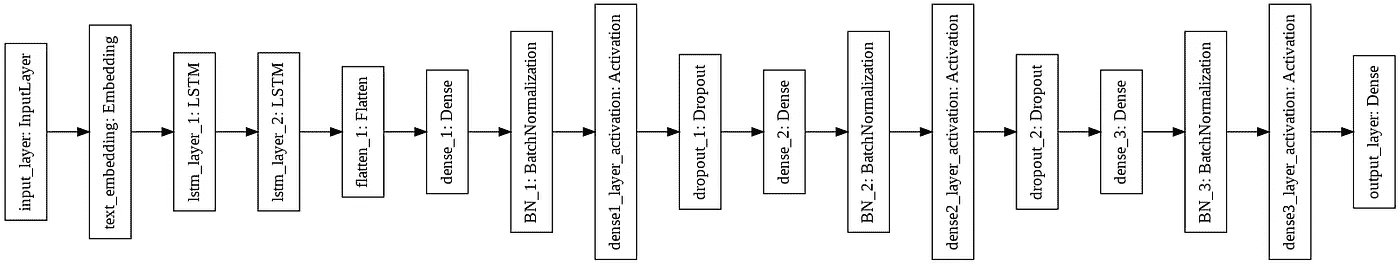 input_layer: InputLayer
text_embedding: Embedding
lstm_layer_1: LSTM
lstm_layer_2: LSTM
flatten_1: Flatten
dense_1: Dense
BN_1: BatchNormalization
dense1_layer_activation: Activation
dropout_1: Dropout
dense_2: Dense
BN_2: BatchNormalization
dense2_layer_activation: Activation
dropout_2: Dropout
dense_3: Dense
BN_3: BatchNormalization
dense3_layer_activation: Activation
output_layer: Dense